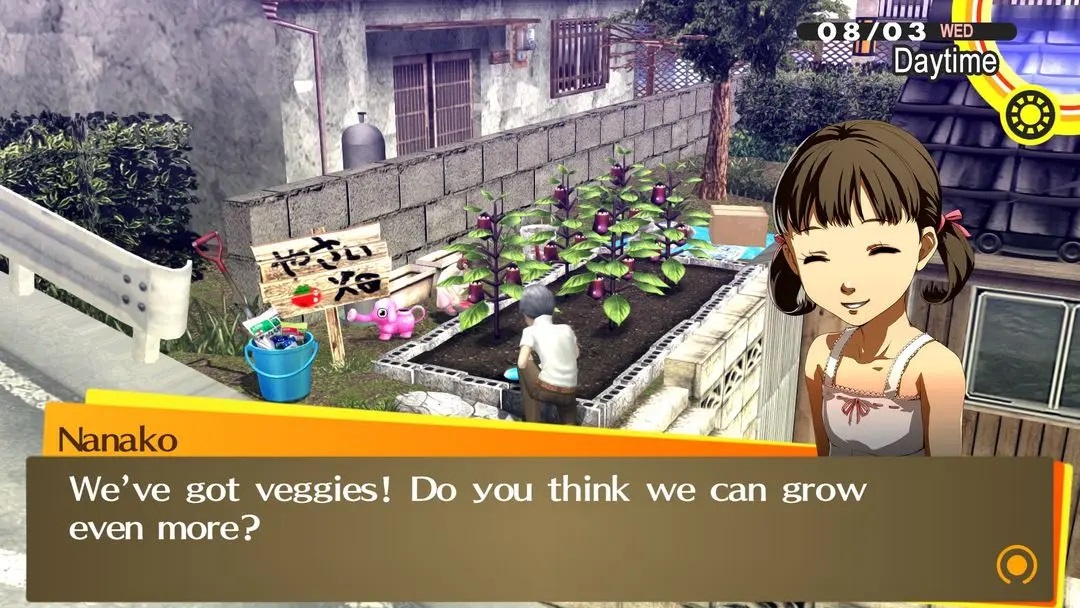 08/03 WED
Daytime
やさい
畑
Nanako
We've got veggies! Do you think we can grow
even more?